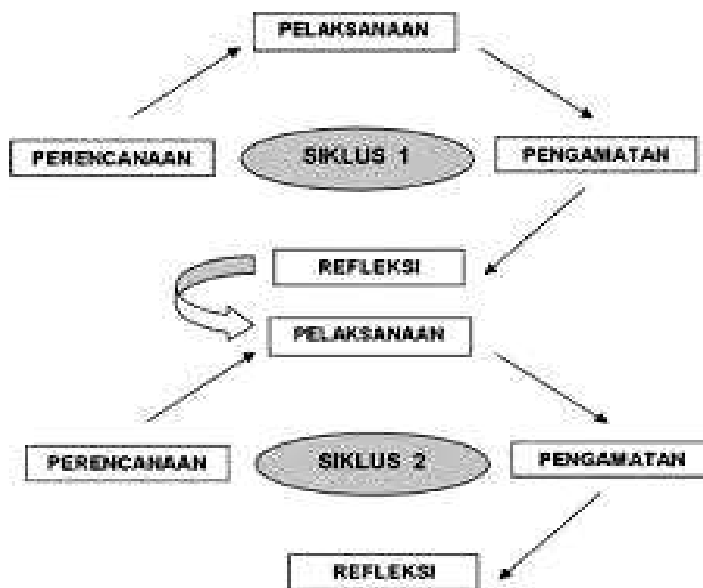 PELAKSANAAN
PERENCANAAN
SIKLUS 1
PENGAMATAN
REFLEKSI
PELAKSANAAN
PERENCANAAN
SIKLUS 2
PENGAMATAN
REFLEKSI